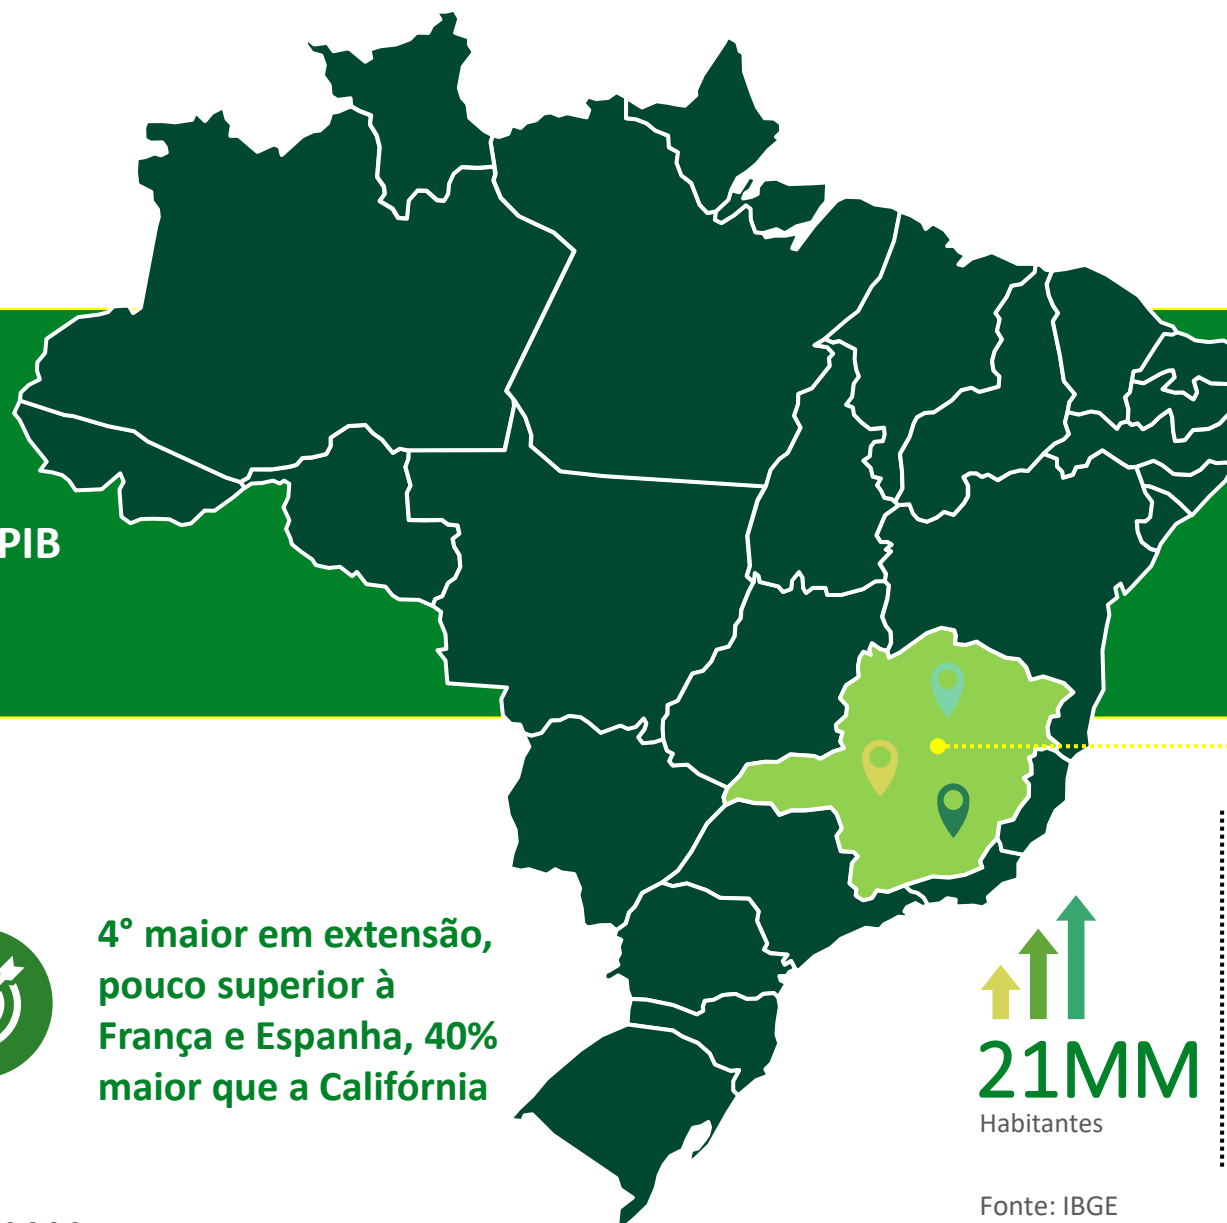 PIB
4° maior em extensão,
pouco superior à
França e Espanha, 40%
maior que a Califórnia
21MM
Habitantes
Fonte: IBGE